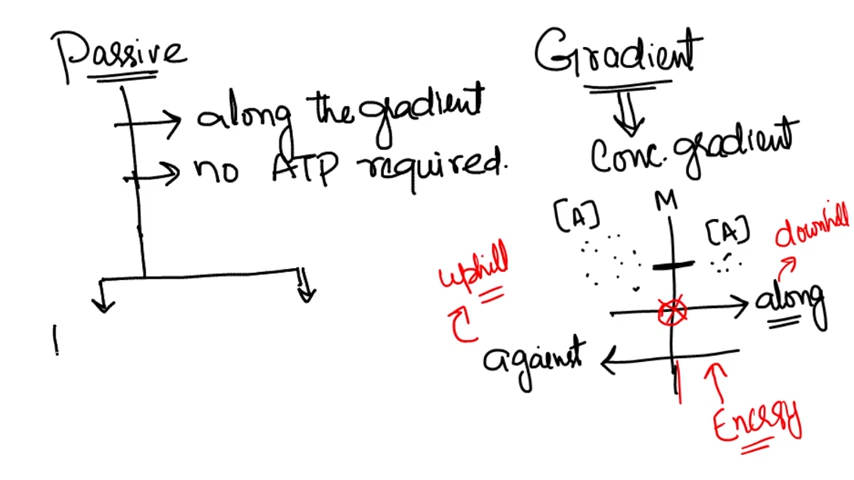 Passive
along the gradient
no ATP required.
Gradient
Conc. gradient
M
[A]
[A]
downhill
uphill
along
against
Energy